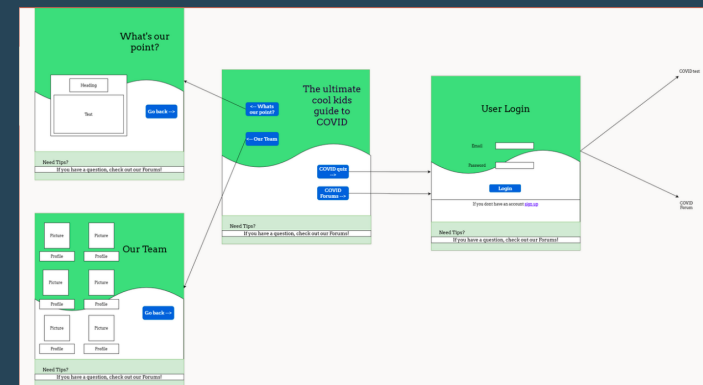 What's our
point?
Heading
Text
Go back -->
Need Tips?
If you have a question, check out our Forums!
The ultimate
cool kids
guide to
COVID
<-- Whats
our point?
<--Our Team
COVID quiz
-->
COVID
Forums -->
Need Tips?
If you have a question, check out our Forums!
User Login
Email
Password
Login
If you dont have an account sign up
Need Tips?
If you have a question, check out our Forums!
COVID test
COVID
Forum
Our Team
Picture
Picture
Profile
Profile
Picture
Picture
Profile
Profile
Go back -->
Picture
Picture
Profile
Profile
Need Tips?
If you have a question, check out our Forums!